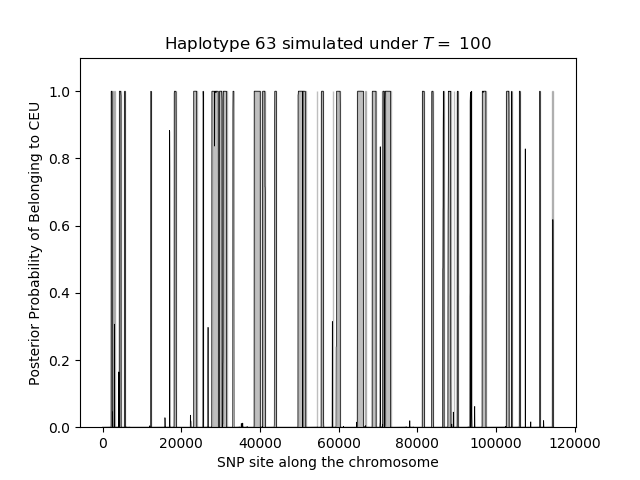 Haplotype 63 simulated under T = 100
Posterior Probability of Belonging to CEU
1.0
0.8
0.6
0.4
0.2
0.0
0 20000 40000 60000 80000 100000 120000
SNP site along the chromosome